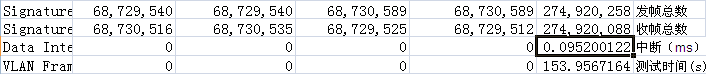 Signature 68,729,540 68,729,540 68,730,589 68,730,589 274,920,258 发帧总数
Signature 68,730,516 68,730,535 68,729,525 68,729,512 274,920,088 收帧总数
Data Inte 0 0 0 0 0.095200122 中断（ms）
VLAN Fram 0 0 0 0 153.9567164 测试时间(s)